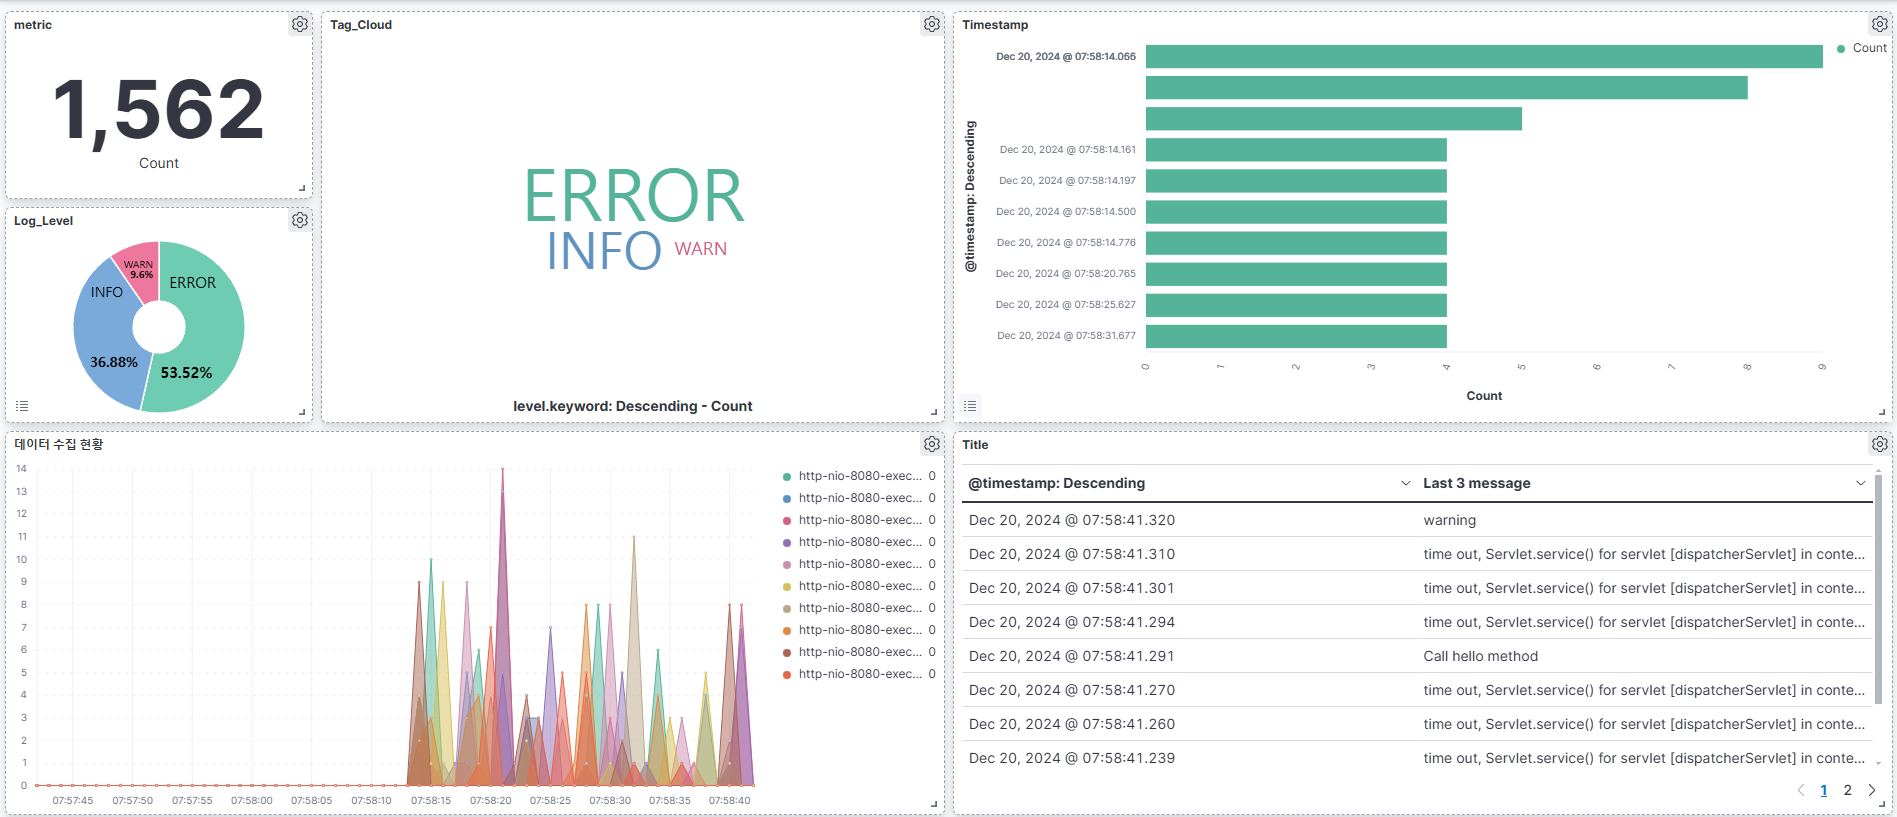 metric
1,562
Count
Log_Level
WARN
9.6%
ERROR
INFO
36.88%
53.52%
Tag_Cloud
ERROR
INFO WARN
level.keyword: Descending - Count
Timestamp
Count
@timestamp: Descending
Dec 20, 2024 @ 07:58:14.066
Dec 20, 2024 @ 07:58:14.161
Dec 20, 2024 @ 07:58:14.197
Dec 20, 2024 @ 07:58:14.500
Dec 20, 2024 @ 07:58:14.776
Dec 20, 2024 @ 07:58:20.765
Dec 20, 2024 @ 07:58:25.627
Dec 20, 2024 @ 07:58:31.677
0 1 2 3 4 5 6 7 8 9
Count
데이터 수집 현황
14
13
12
11
10
9
8
7
6
5
4
3
2
1
0
07:57:45 07:57:50 07:57:55 07:58:00 07:58:05 07:58:10 07:58:15 07:58:20 07:58:25 07:58:30 07:58:35 07:58:40
http-nio-8080-exec... 0
http-nio-8080-exec... 0
http-nio-8080-exec... 0
http-nio-8080-exec... 0
http-nio-8080-exec... 0
http-nio-8080-exec... 0
http-nio-8080-exec... 0
http-nio-8080-exec... 0
http-nio-8080-exec... 0
http-nio-8080-exec... 0
Title
@timestamp: Descending Last 3 message
Dec 20, 2024 @ 07:58:41.320 warning
Dec 20, 2024 @ 07:58:41.310 time out, Servlet.service() for servlet [dispatcherServlet] in conte...
Dec 20, 2024 @ 07:58:41.301 time out, Servlet.service() for servlet [dispatcherServlet] in conte...
Dec 20, 2024 @ 07:58:41.294 time out, Servlet.service() for servlet [dispatcherServlet] in conte...
Dec 20, 2024 @ 07:58:41.291 Call hello method
Dec 20, 2024 @ 07:58:41.270 time out, Servlet.service() for servlet [dispatcherServlet] in conte...
Dec 20, 2024 @ 07:58:41.260 time out, Servlet.service() for servlet [dispatcherServlet] in conte...
Dec 20, 2024 @ 07:58:41.239 time out, Servlet.service() for servlet [dispatcherServlet] in conte...
1 2